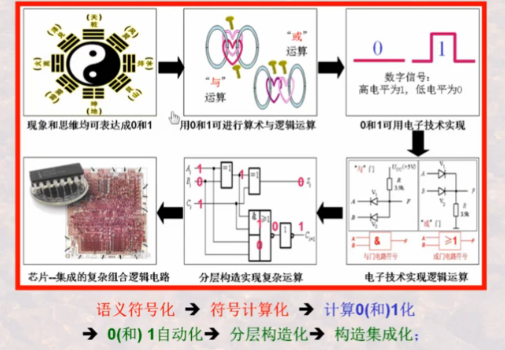 "或"
运算
"与"
运算
0 1
数字信号：
高电平为1，低电平为0
现象和思维均可表达成0和1
用0和1可进行算术与逻辑运算
0和1可用电子技术实现
"与"门
"或"门
A
B
F
&
≥1
与门电路符号
或门电路符号
芯片--集成的复杂组合逻辑电路
分层构造实现复杂运算
电子技术实现逻辑运算
语义符号化 ➔ 符号计算化 ➔ 计算0(和)1化
➔ 0(和) 1自动化➔ 分层构造化➔ 构造集成化；